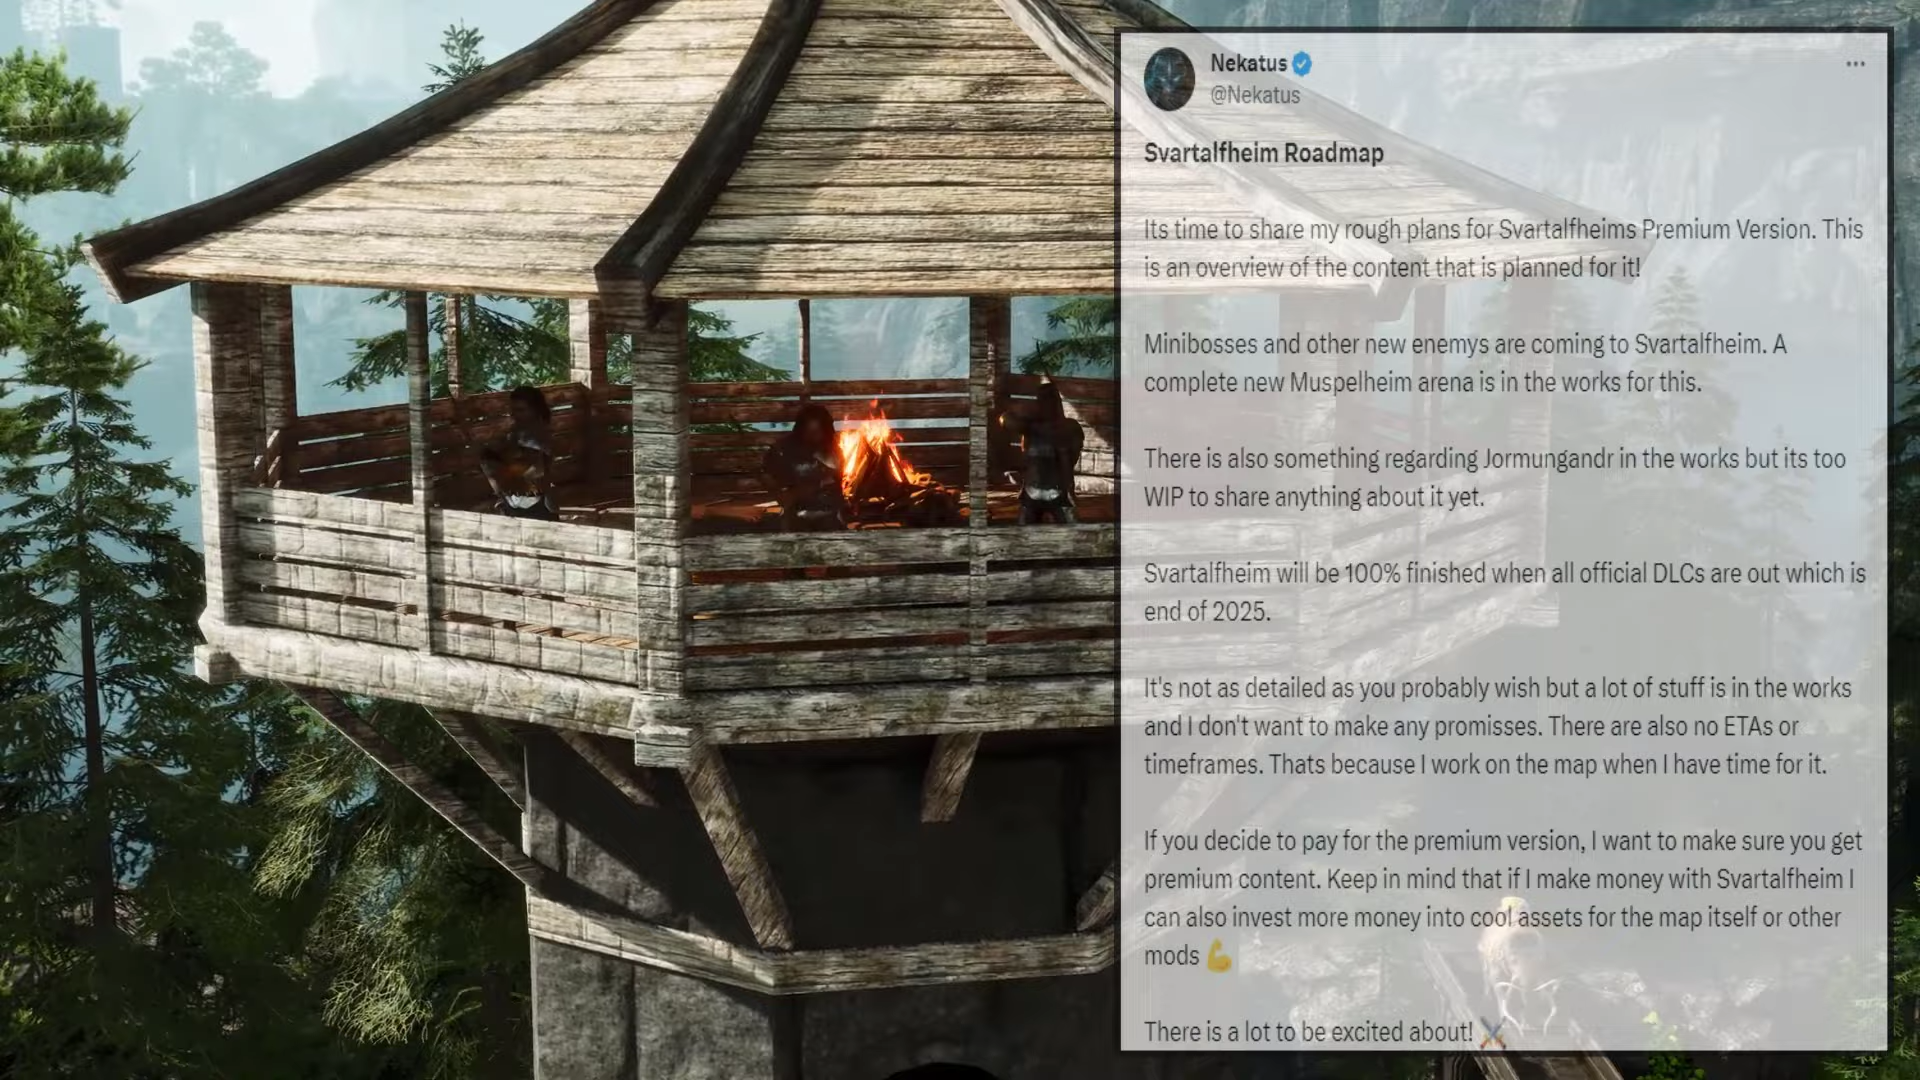 Nekatus
@Nekatus
Svartalfheim Roadmap
Its time to share my rough plans for Svartalfheims Premium Version. This
is an overview of the content that is planned for it!
Minibosses and other new enemys are coming to Svartalfheim. A
complete new Muspelheim arena is in the works for this.
There is also something regarding Jormungandr in the works but its too
WIP to share anything about it yet.
Svartalfheim will be 100% finished when all official DLCs are out which is
end of 2025.
It's not as detailed as you probably wish but a lot of stuff is in the works
and I don't want to make any promisses. There are also no ETAs or
timeframes. Thats because I work on the map when I have time for it.
If you decide to pay for the premium version, I want to make sure you get
premium content. Keep in mind that if I make money with Svartalfheim I
can also invest more money into cool assets for the map itself or other
mods 💪
There is a lot to be excited about! ⚔️